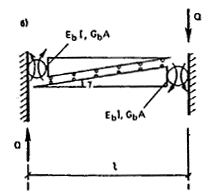 в)
Q
E_b I, G_b A
γ
E_b I, G_b A
Q
l